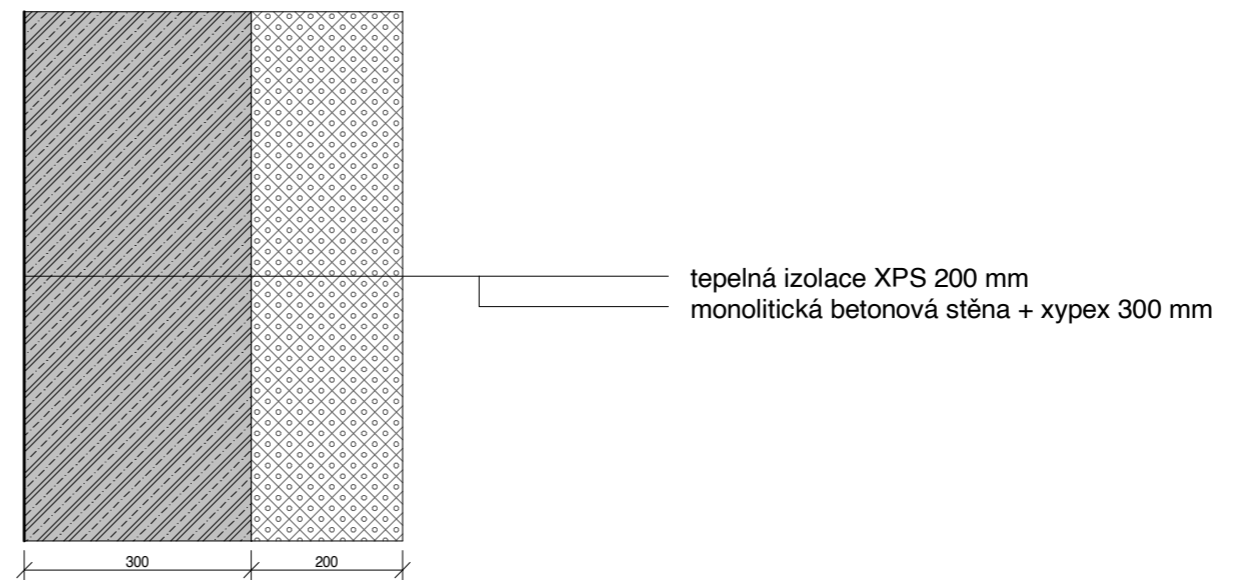 tepelná izolace XPS 200 mm
monolitická betonová stěna + xypex 300 mm
300 200